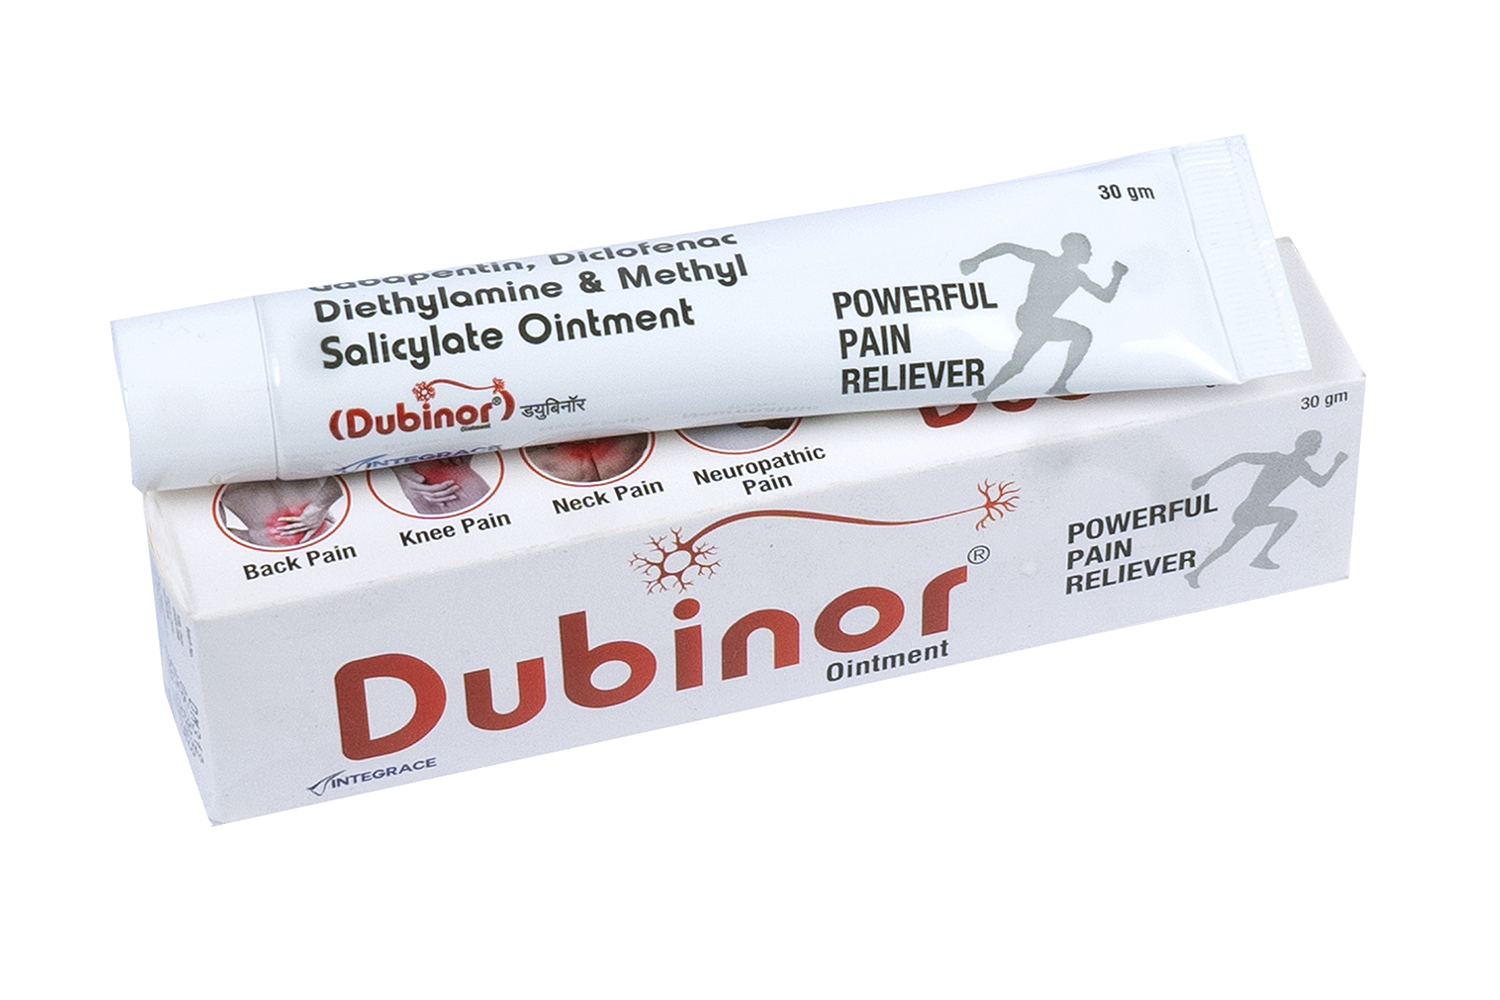 30 gm
Gabapentin, Diclofenac
Diethylamine & Methyl
Salicylate Ointment
POWERFUL
PAIN
RELIEVER
(Dubinor®) डयुबिनॉर
Ointment
INTEGRACE
Back Pain
Knee Pain
Neck Pain
Neuropathic
Pain
30 gm
Dubinor®
Ointment
POWERFUL
PAIN
RELIEVER
INTEGRACE